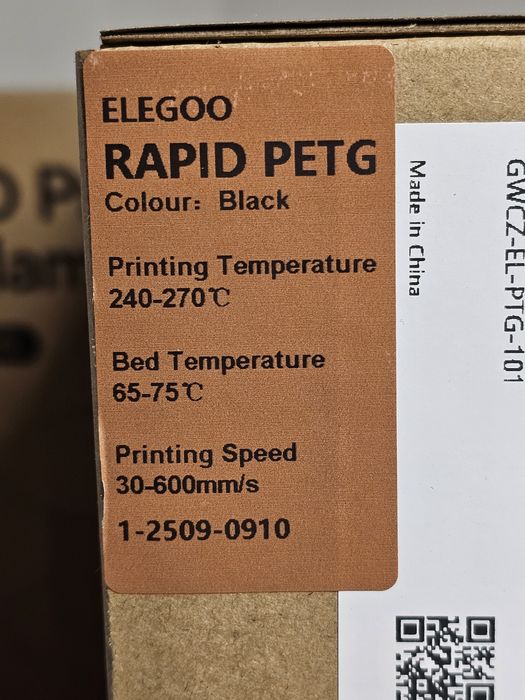 ELEGOO
RAPID PETG
Colour: Black
Printing Temperature
240-270℃
Bed Temperature
65-75℃
Printing Speed
30-600mm/s
1-2509-0910
Made in China
GWCZ-EL-PTG-101